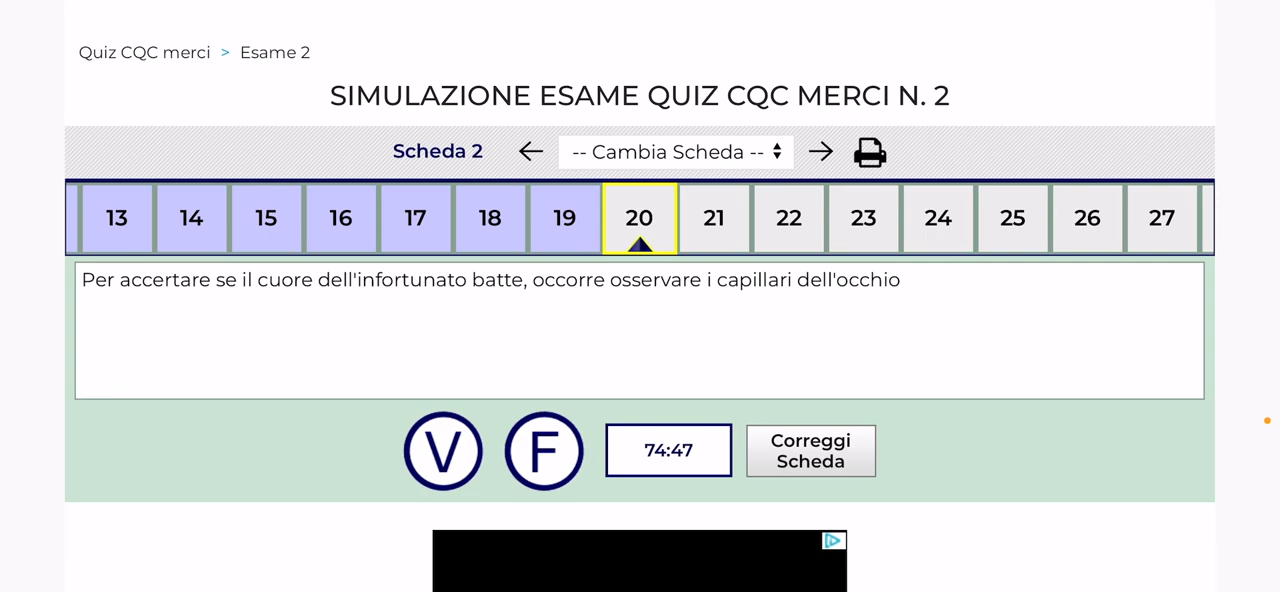 Quiz CQC merci > Esame 2
SIMULAZIONE ESAME QUIZ CQC MERCI N. 2
Scheda 2 ← -- Cambia Scheda -- →
13 14 15 16 17 18 19 20 21 22 23 24 25 26 27
Per accertare se il cuore dell'infortunato batte, occorre osservare i capillari dell'occhio
V F 74:47 Correggi
Scheda